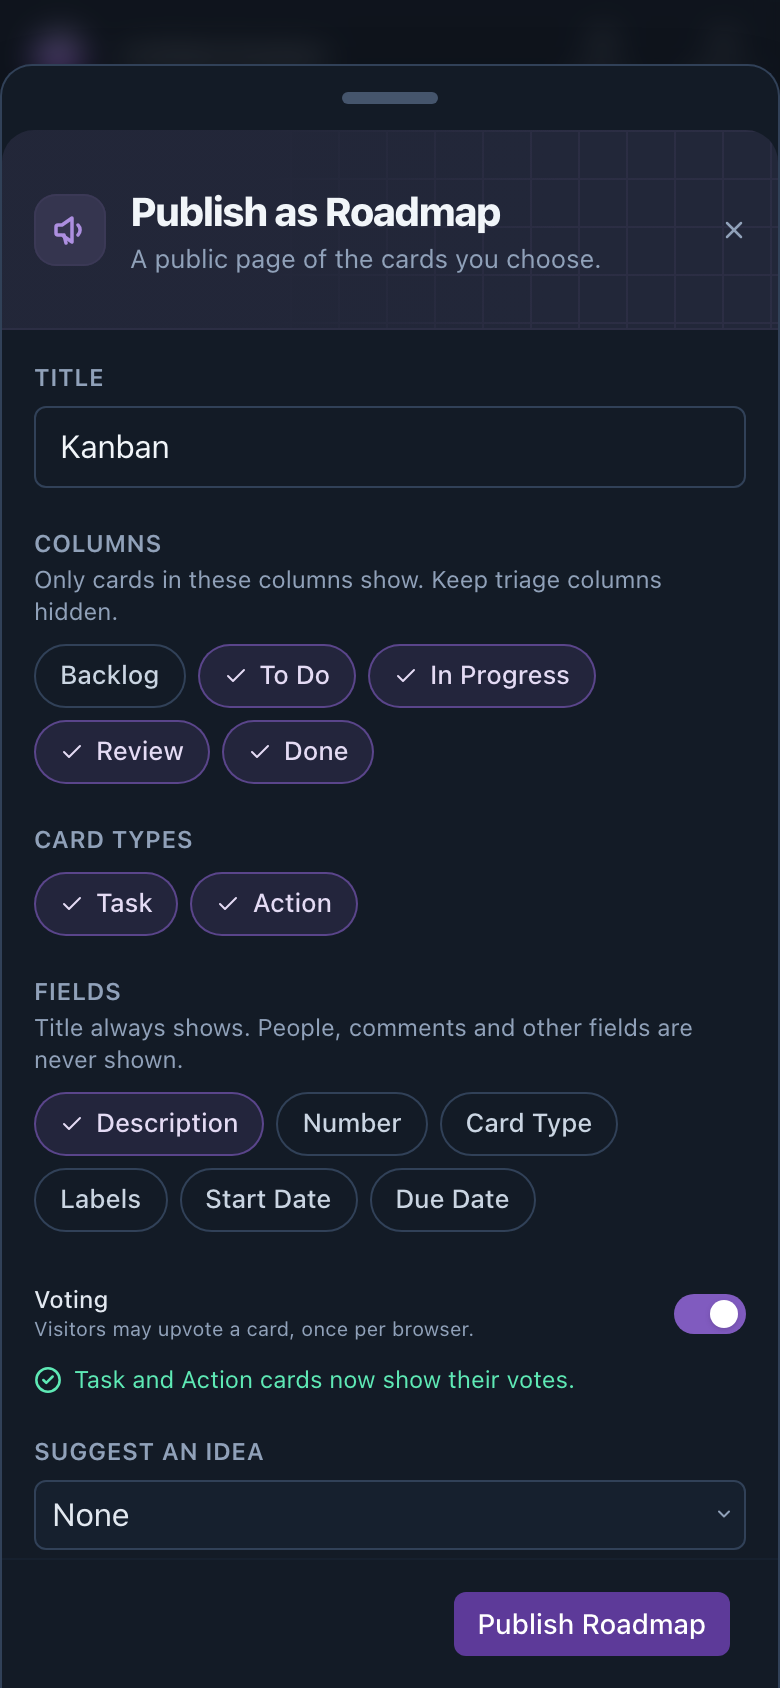 Publish as Roadmap
A public page of the cards you choose.
TITLE
Kanban
COLUMNS
Only cards in these columns show. Keep triage columns
hidden.
Backlog
To Do
In Progress
Review
Done
CARD TYPES
Task
Action
FIELDS
Title always shows. People, comments and other fields are
never shown.
Description
Number
Card Type
Labels
Start Date
Due Date
Voting
Visitors may upvote a card, once per browser.
Task and Action cards now show their votes.
SUGGEST AN IDEA
None
Publish Roadmap